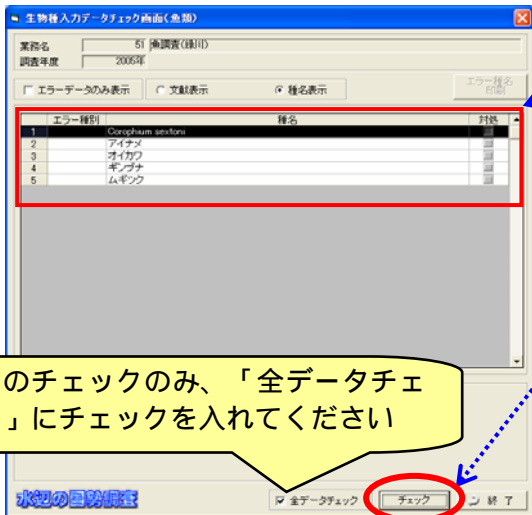 生物種入力データチェック画面(魚類)
業務名 51 魚調査(緑川)
調査年度 2005年
エラーデータのみ表示 文献表示 種名表示 エラー種名
印刷
エラー種別 種名 対処
1 Corophium sextoni
2 アイナメ
3 オイカワ
4 ギンブナ
5 ムギツク
のチェックのみ、「全データチェ
」にチェックを入れてください
水辺の国勢調査 全データチェック チェック 終了